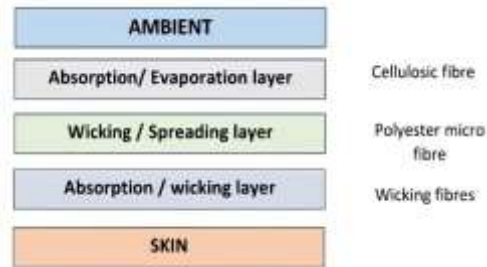 AMBIENT
Absorption/ Evaporation layer
Cellulosic fibre
Wicking / Spreading layer
Polyester micro
fibre
Absorption / wicking layer
Wicking fibres
SKIN